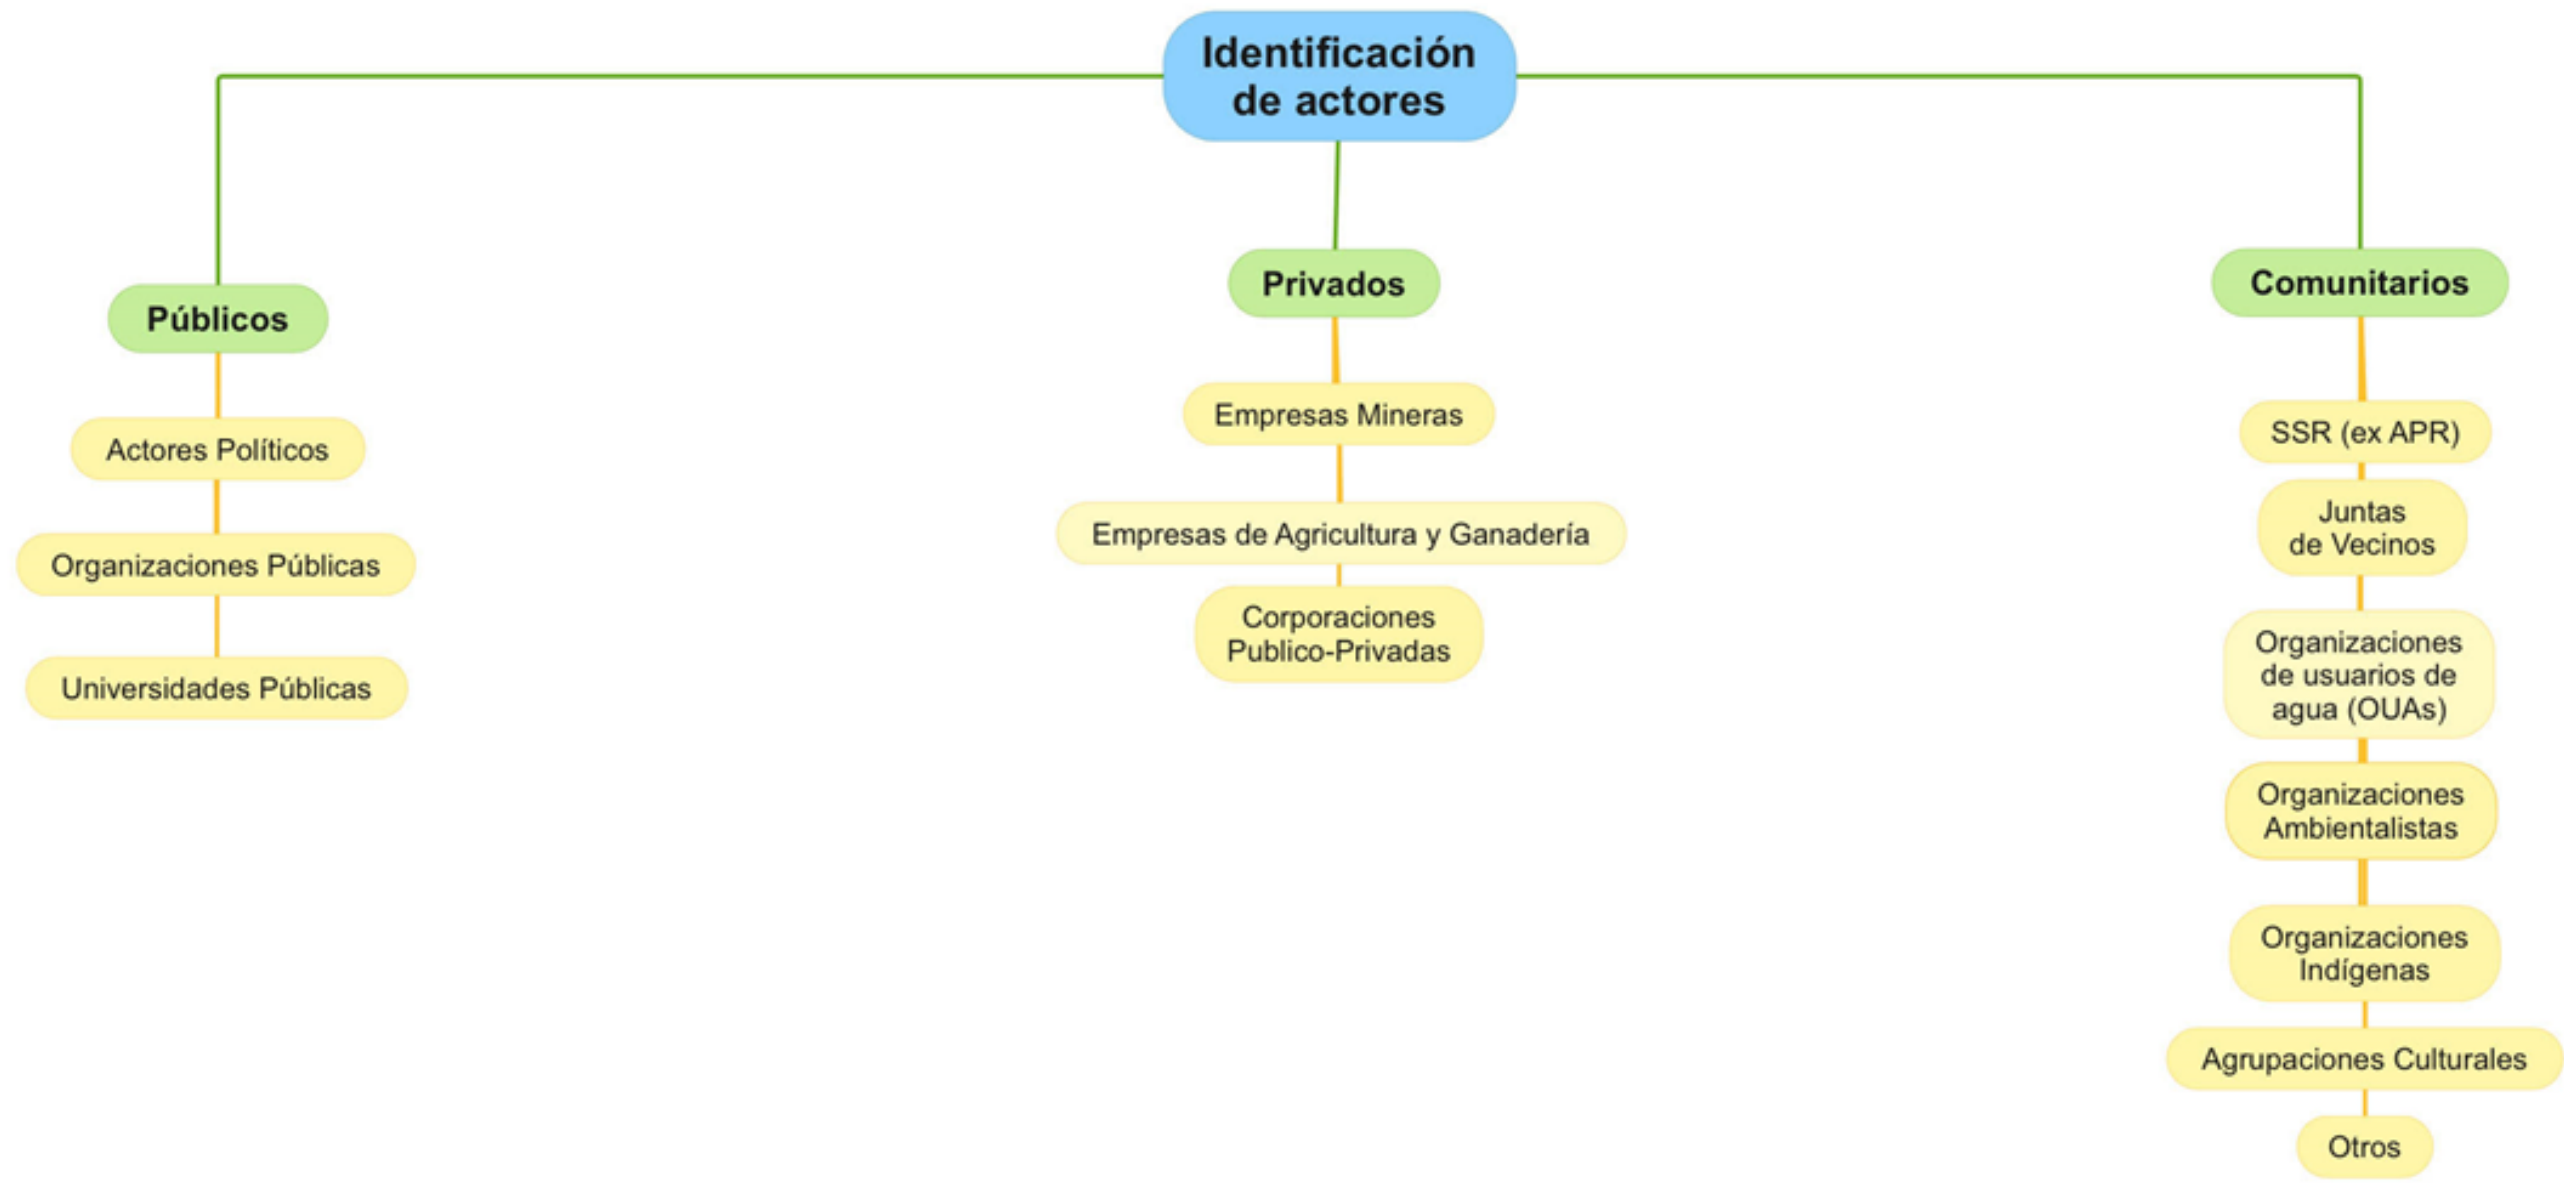 Identificación
de actores
Públicos
Actores Políticos
Organizaciones Públicas
Universidades Públicas
Privados
Empresas Mineras
Empresas de Agricultura y Ganadería
Corporaciones
Publico-Privadas
Comunitarios
SSR (ex APR)
Juntas
de Vecinos
Organizaciones
de usuarios de
agua (OUAs)
Organizaciones
Ambientalistas
Organizaciones
Indígenas
Agrupaciones Culturales
Otros